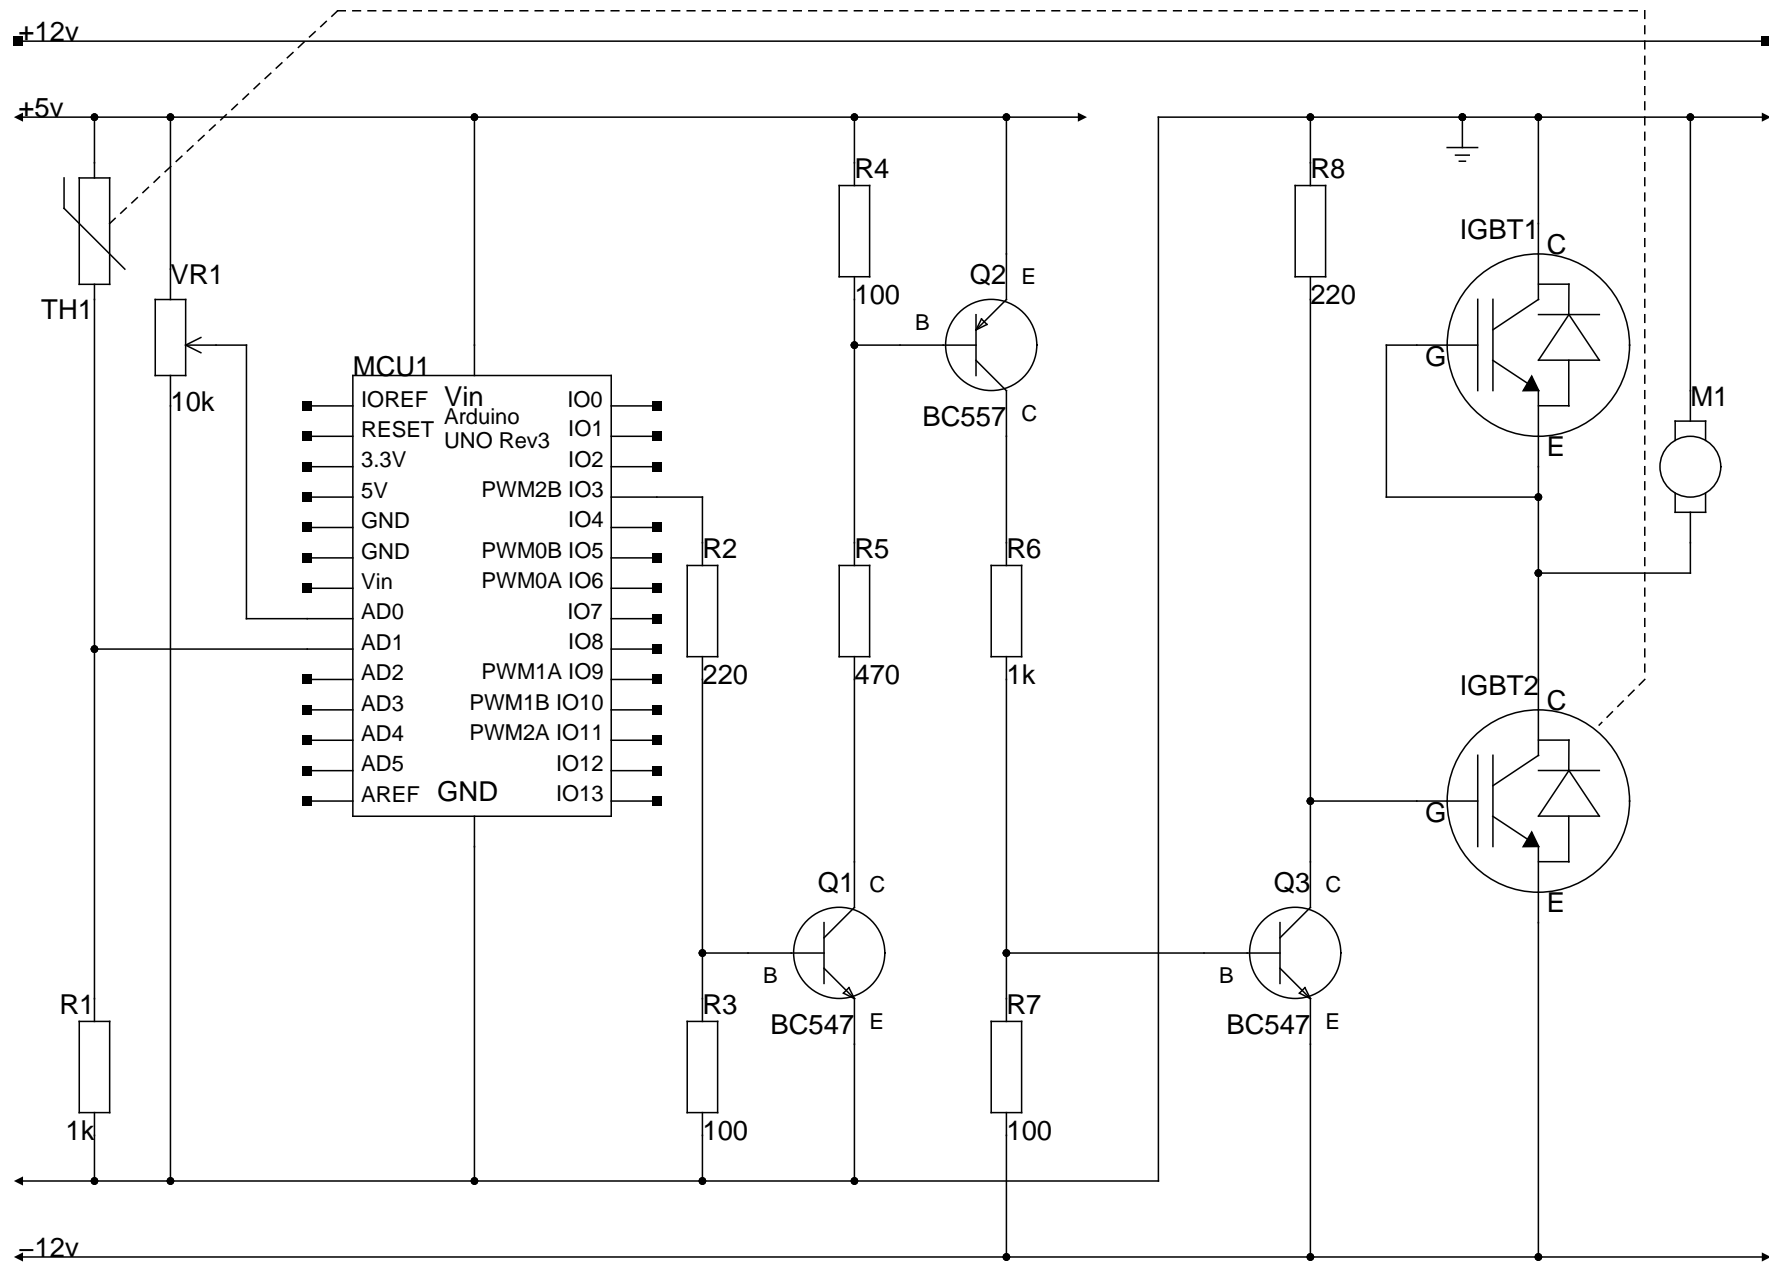 +12v
+5v
TH1
VR1
10k
R1
1k
MCU1
Vin
Arduino
UNO Rev3
IOREF
RESET
3.3V
5V
GND
GND
Vin
AD0
AD1
AD2
AD3
AD4
AD5
AREF
GND
IO0
IO1
IO2
PWM2B IO3
IO4
PWM0B IO5
PWM0A IO6
IO7
IO8
PWM1A IO9
PWM1B IO10
PWM2A IO11
IO12
IO13
R2
220
R3
100
R4
100
R5
470
Q1 C
B
BC547 E
Q2 E
B
BC557 C
R6
1k
R7
100
R8
220
Q3 C
B
BC547 E
IGBT1
C
G
E
M1
IGBT2
C
G
E
−12v